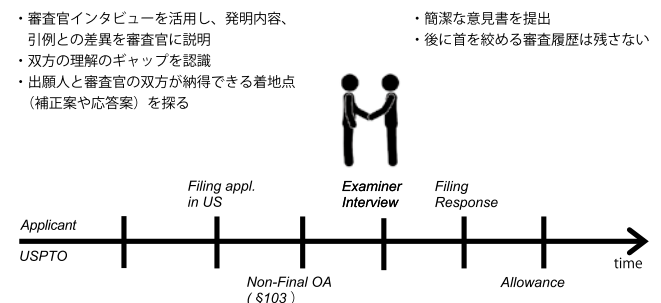 ・審査官インタビューを活用し、発明内容、
引例との差異を審査官に説明
・双方の理解のギャップを認識
・出願人と審査官の双方が納得できる着地点
（補正案や応答案）を探る
・簡潔な意見書を提出
・後に首を絞める審査履歴は残さない
Filing appl.
in US
Examiner
Interview
Filing
Response
Applicant
USPTO
time
Non-Final OA
( §103 )
Allowance